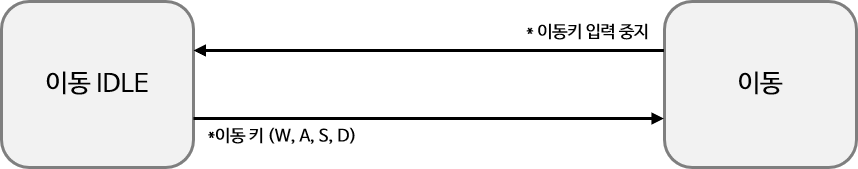 * 이동키 입력 중지
이동 IDLE
이동
*이동 키 (W, A, S, D)